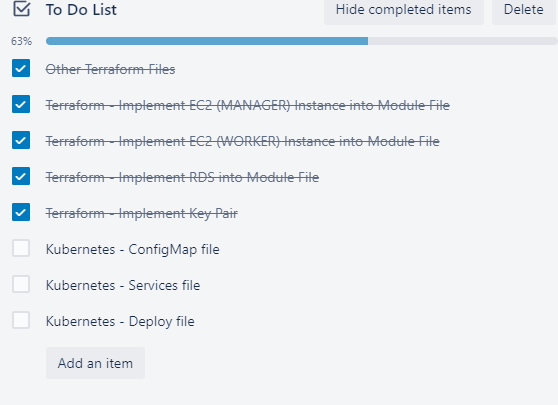 To Do List
Hide completed items
Delete
63%
Other Terraform Files
Terraform - Implement EC2 (MANAGER) Instance into Module File
Terraform - Implement EC2 (WORKER) Instance into Module File
Terraform - Implement RDS into Module File
Terraform - Implement Key Pair
Kubernetes - ConfigMap file
Kubernetes - Services file
Kubernetes - Deploy file
Add an item